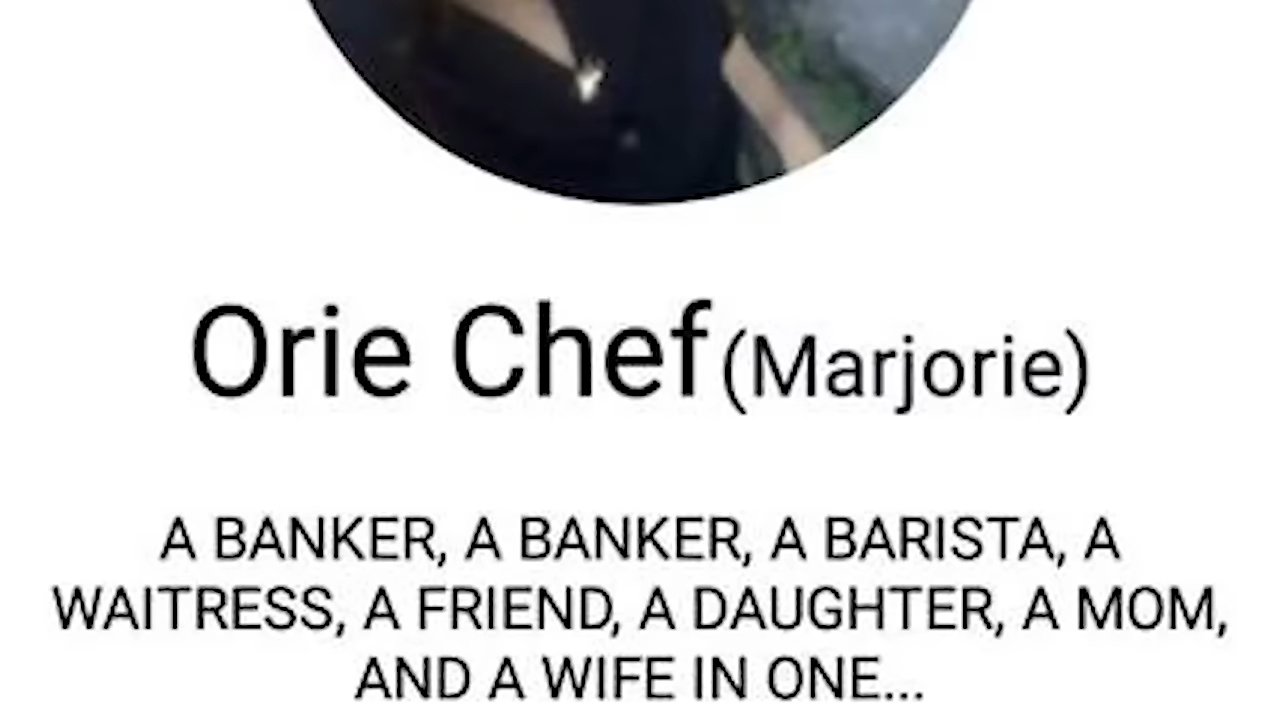 Orie Chef (Marjorie)
A BANKER, A BANKER, A BARISTA, A
WAITRESS, A FRIEND, A DAUGHTER, A MOM,
AND A WIFE IN ONE...